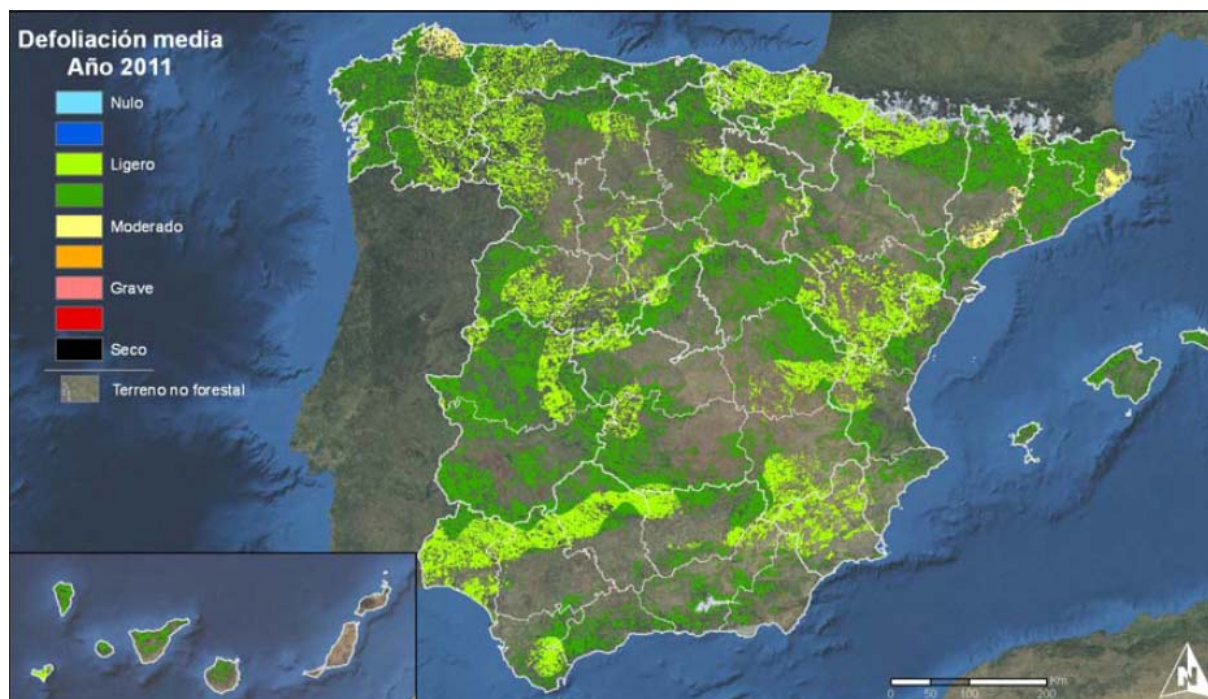 Defoliación media
Año 2011
Nulo
Ligero
Moderado
Grave
Seco
Terreno no forestal
N
Km
0 50 100 200